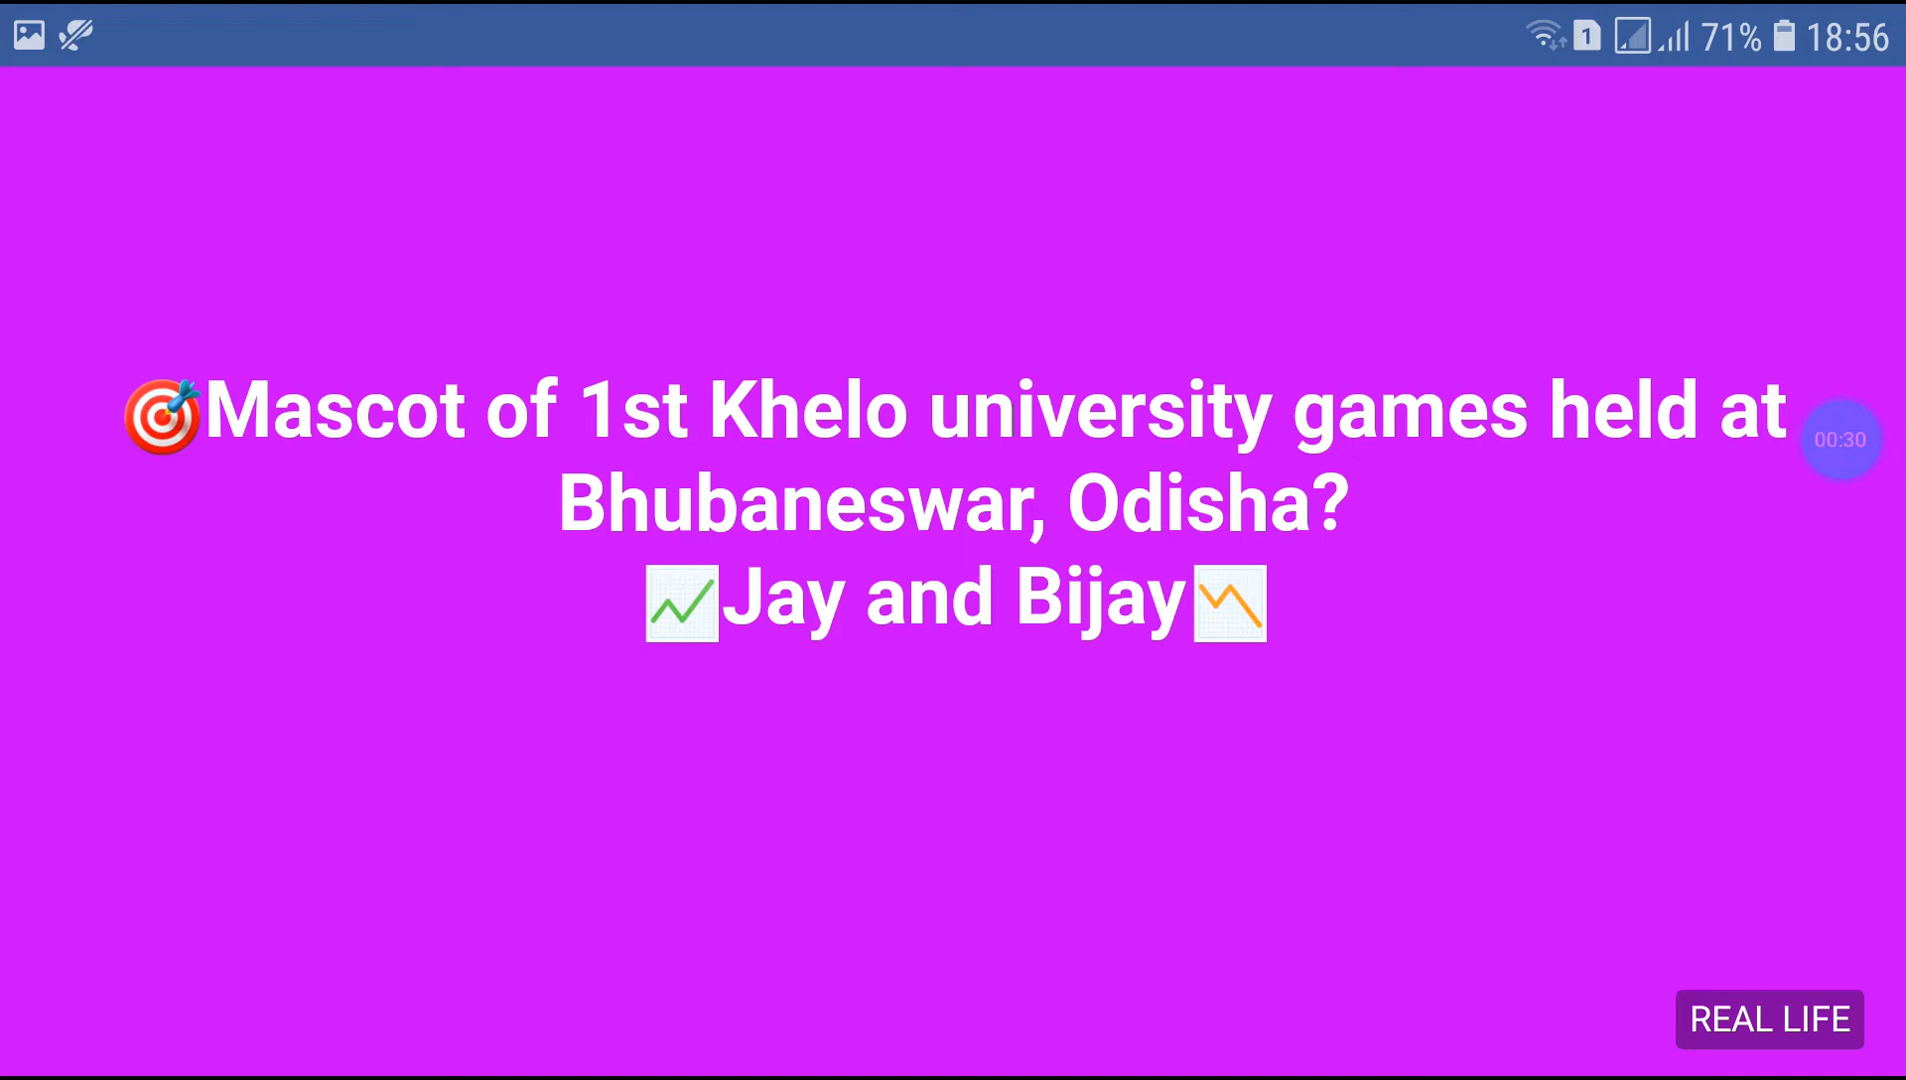 1 71% 18:56
🎯Mascot of 1st Khelo university games held at
00:30
Bhubaneswar, Odisha?
📈Jay and Bijay📉
REAL LIFE